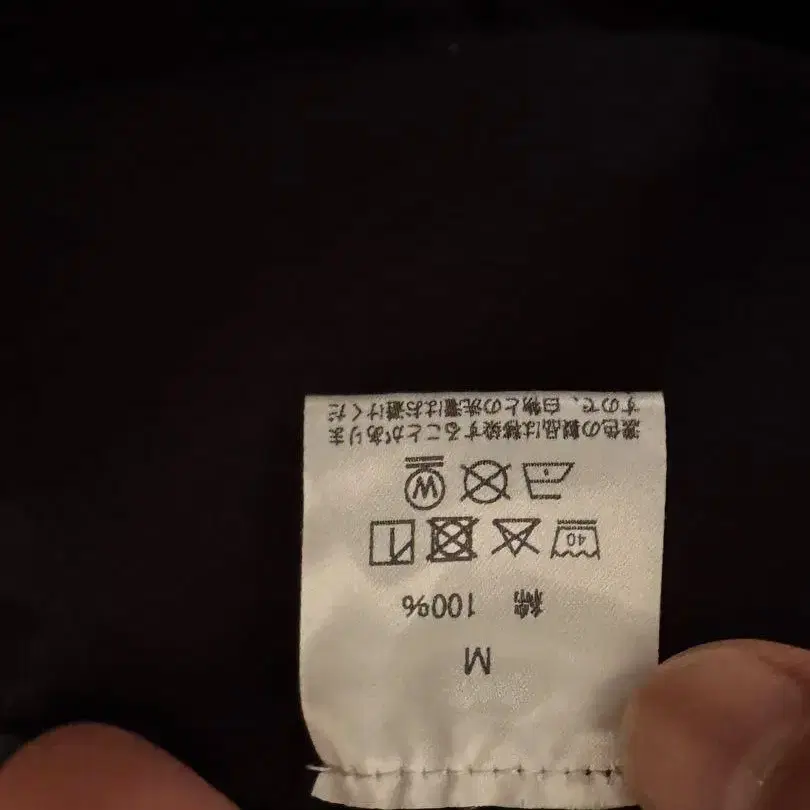 M
綿 100%
40
W
濃色の製品は移染することがありま
すので、白物との洗濯はお避けくだ